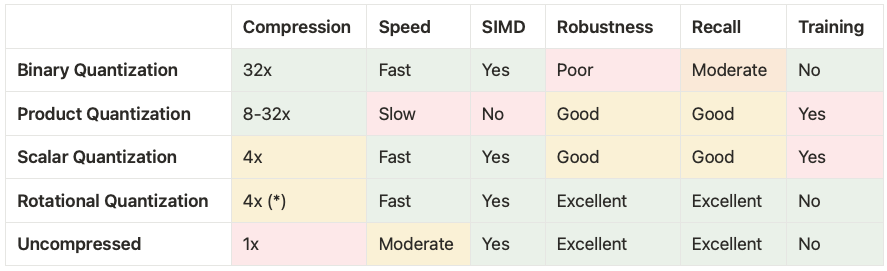 Compression Speed SIMD Robustness Recall Training
Binary Quantization 32x Fast Yes Poor Moderate No
Product Quantization 8-32x Slow No Good Good Yes
Scalar Quantization 4x Fast Yes Good Good Yes
Rotational Quantization 4x (*) Fast Yes Excellent Excellent No
Uncompressed 1x Moderate Yes Excellent Excellent No